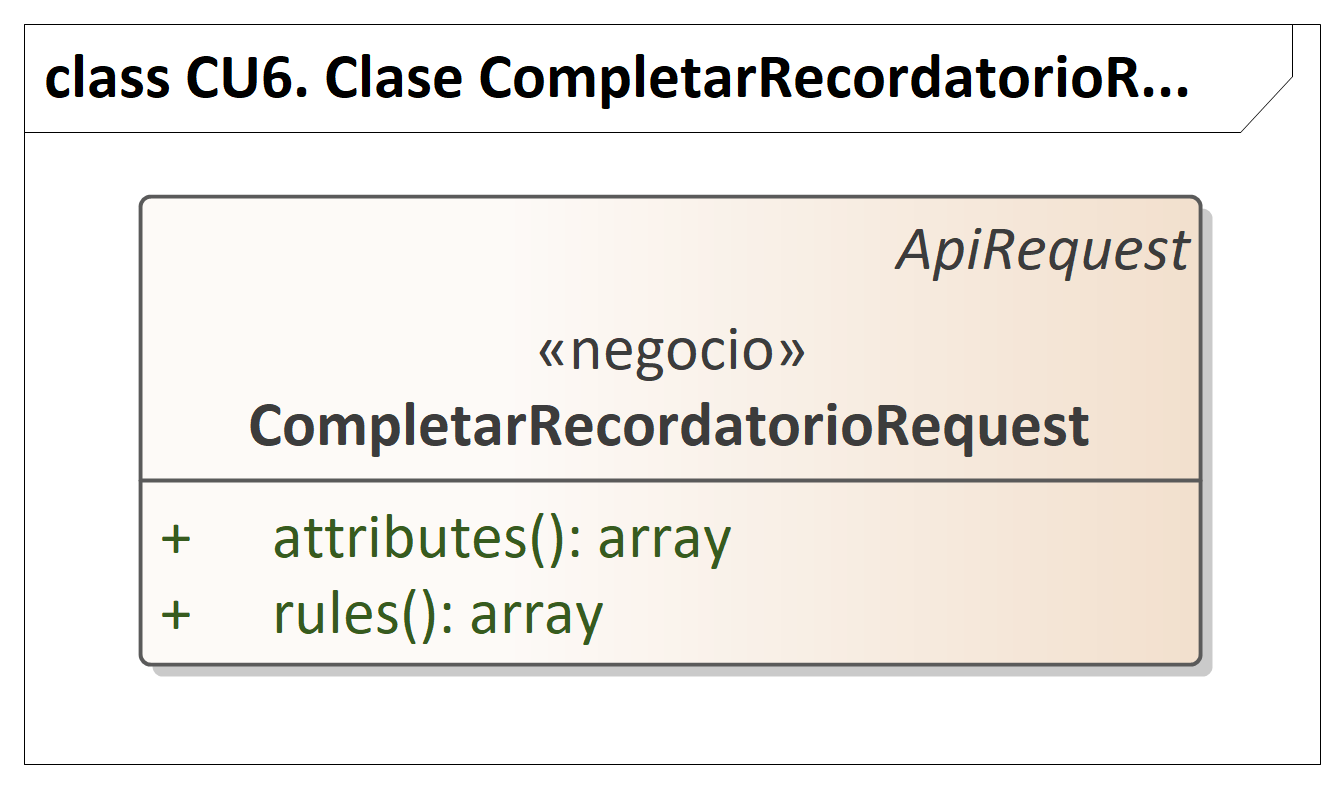 class CU6. Clase CompletarRecordatorioR...
ApiRequest
«negocio»
CompletarRecordatorioRequest
+ attributes(): array
+ rules(): array